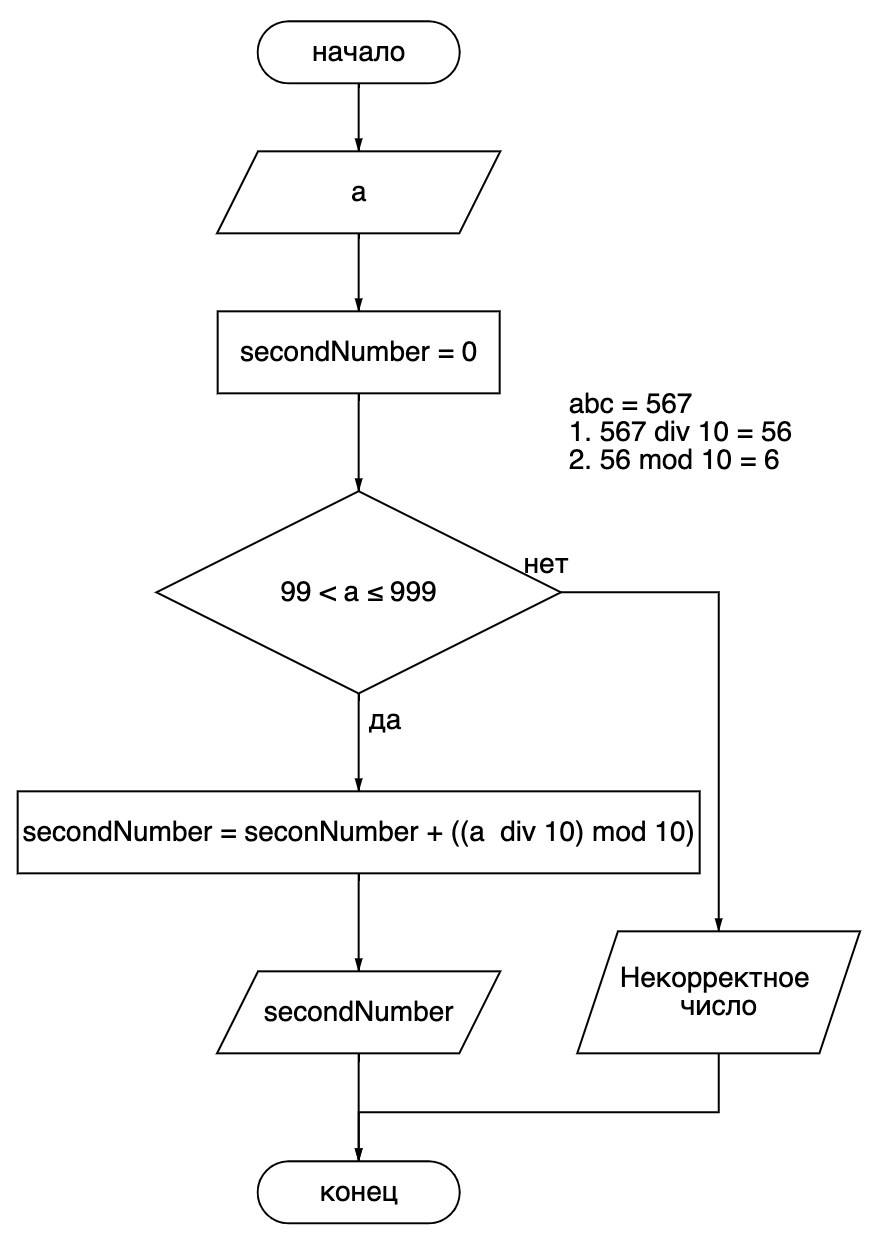 начало
a
secondNumber = 0
abc = 567
1. 567 div 10 = 56
2. 56 mod 10 = 6
нет
99 < a ≤ 999
да
secondNumber = seconNumber + ((a  div 10) mod 10)
secondNumber
Некорректное
число
конец